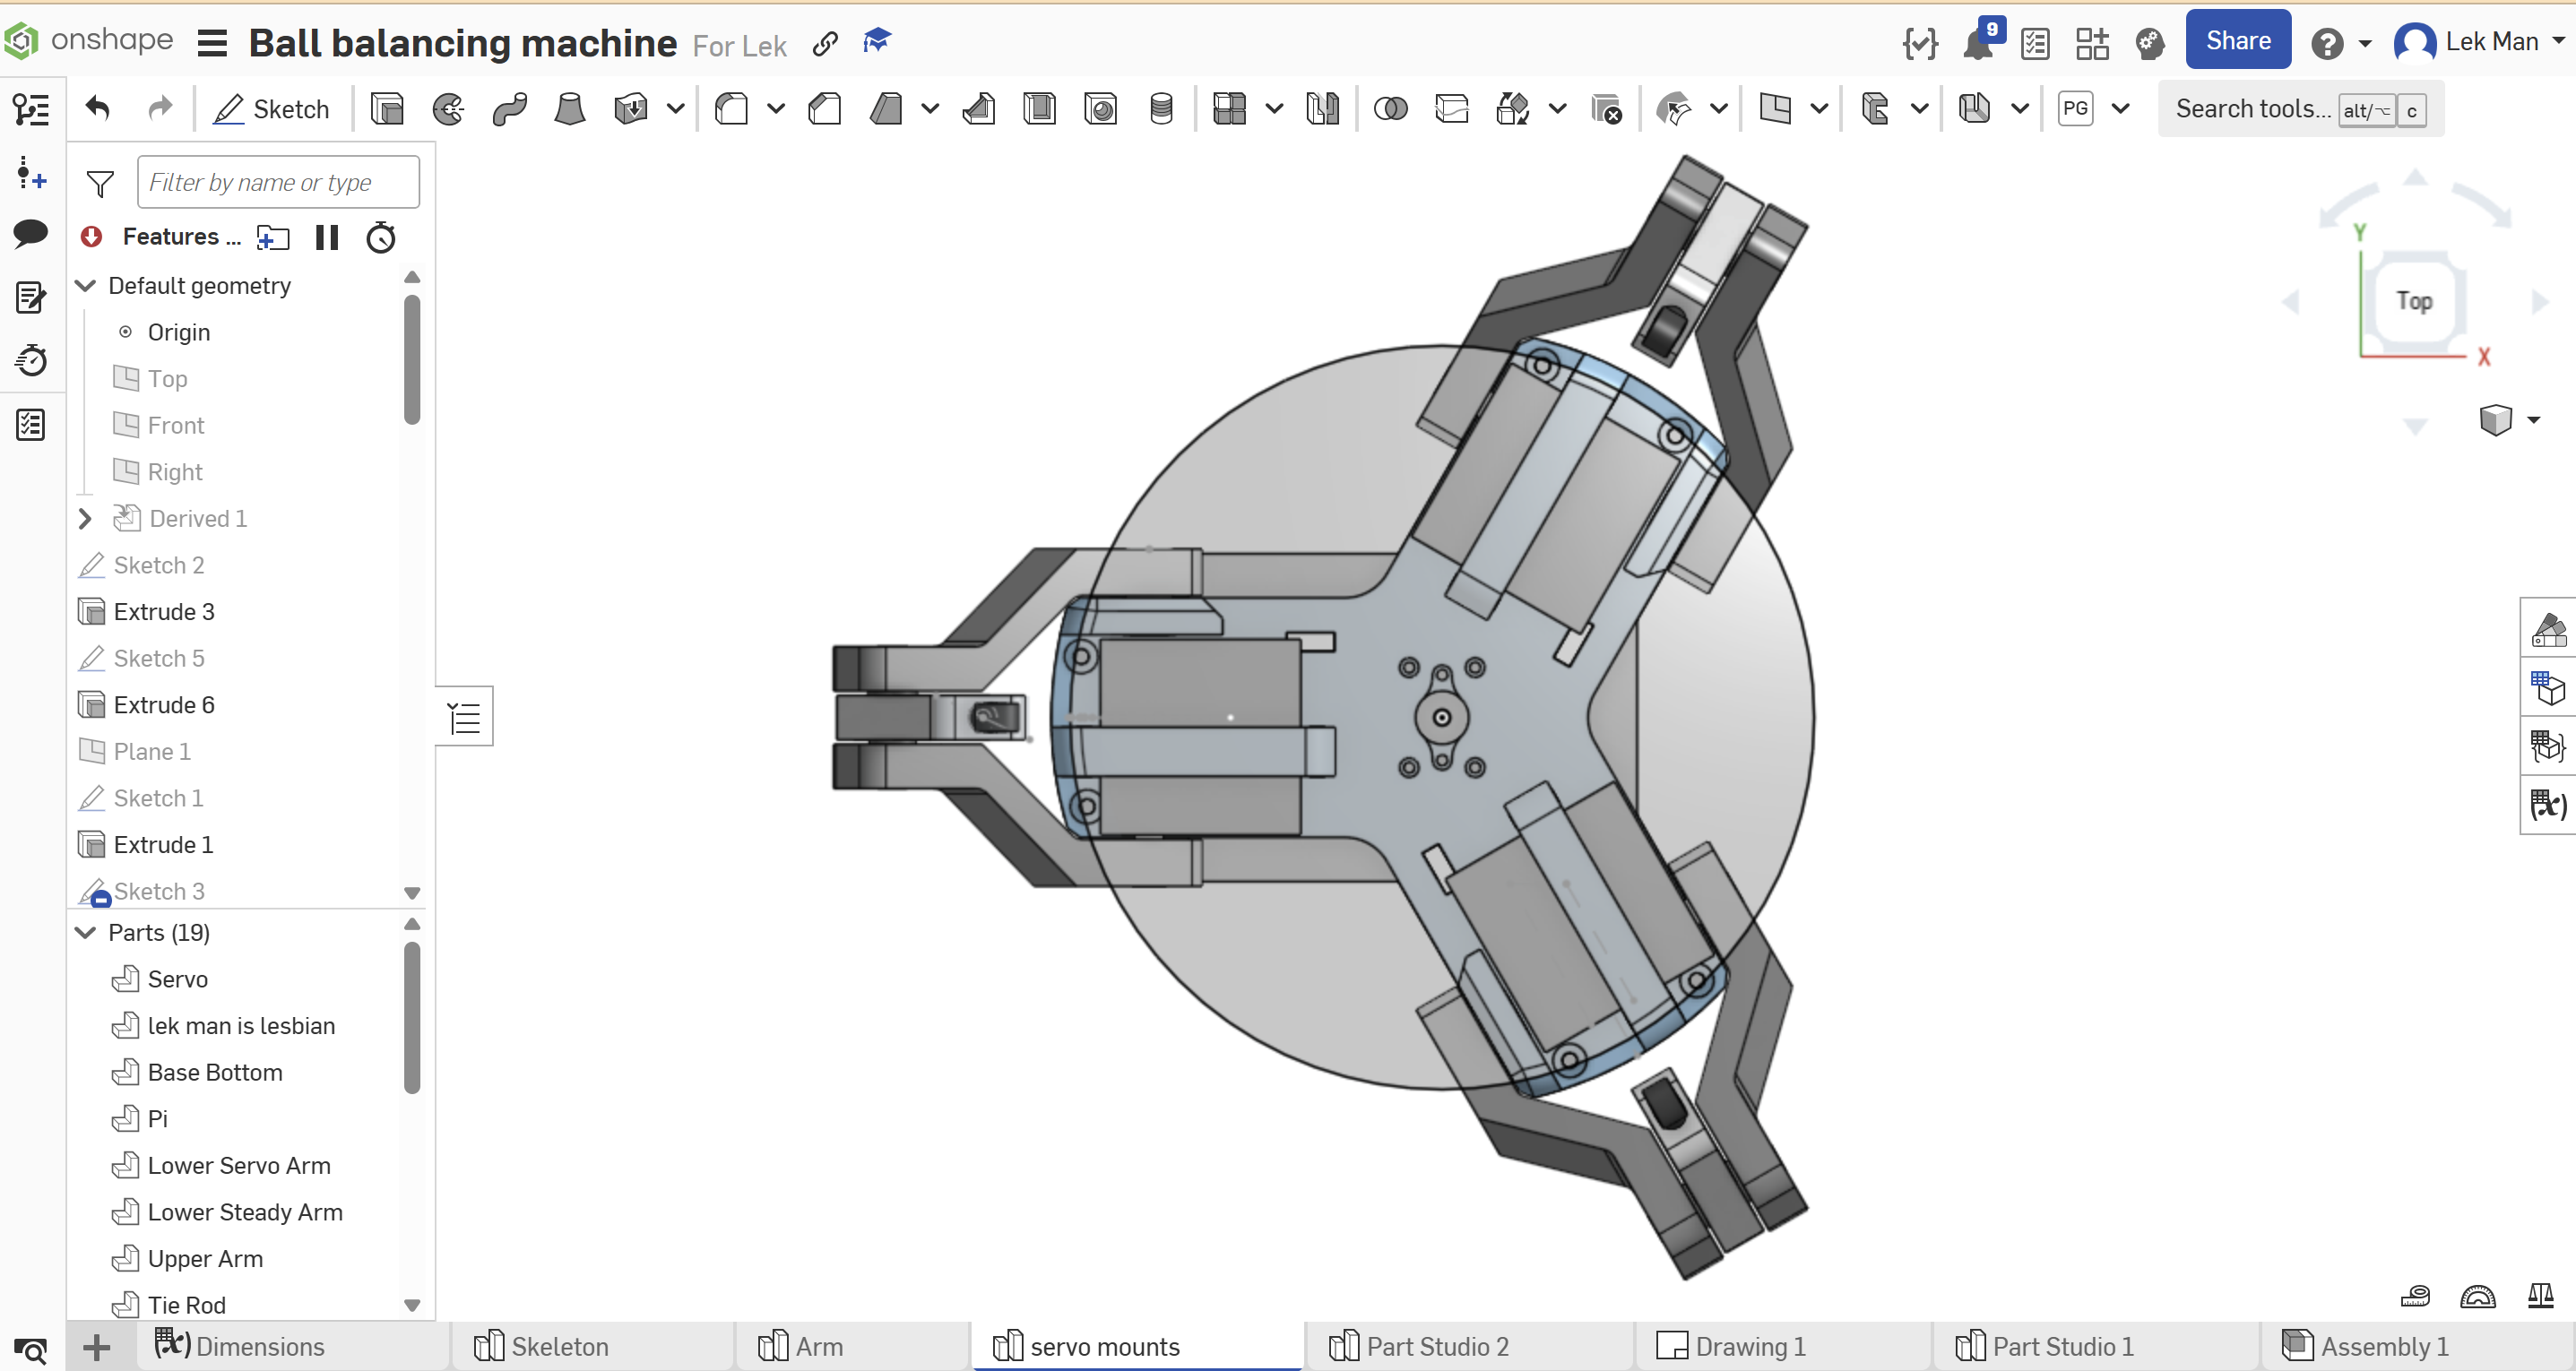 onshape Ball balancing machine For Lek 9 Share Lek Man
Sketch PG Search tools... alt/⌥ c
Filter by name or type
Features ...
Default geometry
Origin
Top
Front
Right
Derived 1
Sketch 2
Extrude 3
Sketch 5
Extrude 6
Plane 1
Sketch 1
Extrude 1
Sketch 3
Parts (19)
Servo
lek man is lesbian
Base Bottom
Pi
Lower Servo Arm
Lower Steady Arm
Upper Arm
Tie Rod
Y
Top
X
(x)
(x) Dimensions Skeleton Arm servo mounts Part Studio 2 Drawing 1 Part Studio 1 Assembly 1